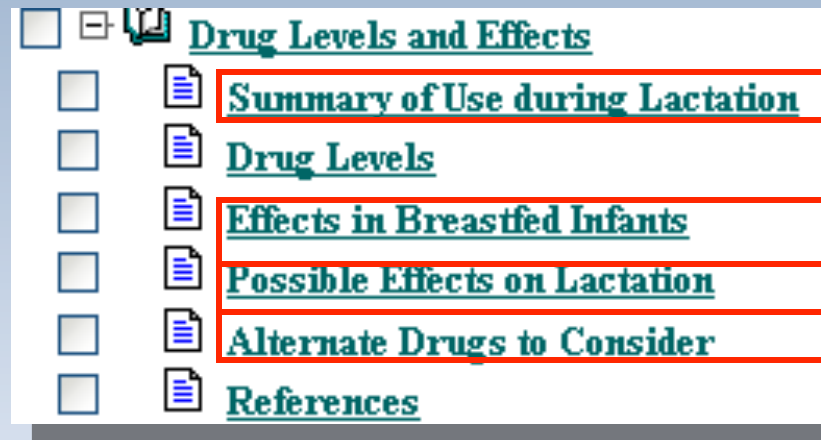 Drug Levels and Effects
Summary of Use during Lactation
Drug Levels
Effects in Breastfed Infants
Possible Effects on Lactation
Alternate Drugs to Consider
References